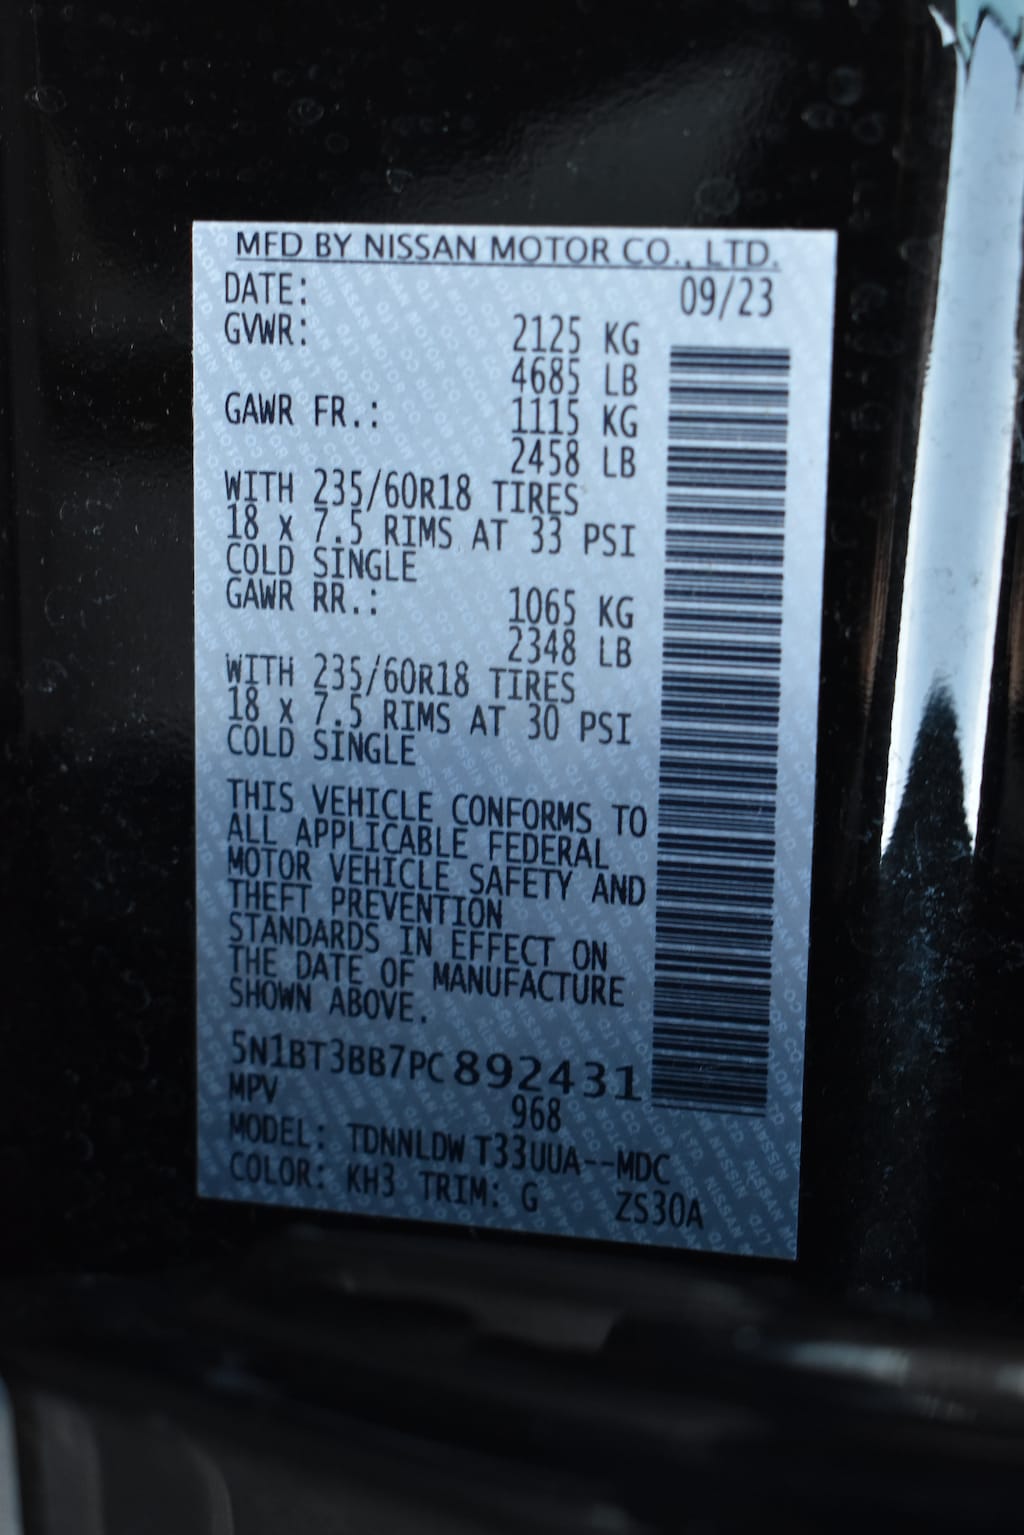 MFD BY NISSAN MOTOR CO., LTD.
DATE: 09/23
GVWR: 2125 KG
4685 LB
GAWR FR.: 1115 KG
2458 LB
WITH 235/60R18 TIRES
18 x 7.5 RIMS AT 33 PSI
COLD SINGLE
GAWR RR.: 1065 KG
2348 LB
WITH 235/60R18 TIRES
18 x 7.5 RIMS AT 30 PSI
COLD SINGLE
THIS VEHICLE CONFORMS TO
ALL APPLICABLE FEDERAL
MOTOR VEHICLE SAFETY AND
THEFT PREVENTION
STANDARDS IN EFFECT ON
THE DATE OF MANUFACTURE
SHOWN ABOVE.
5N1BT3BB7PC892431
MPV 968
MODEL: TDNNLDW T33UUA--MDC
COLOR: KH3 TRIM: G ZS30A